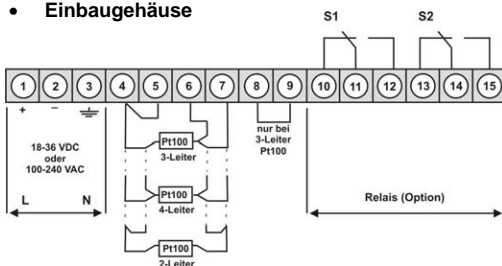 • Einbaugehäuse
S1 S2
1 2 3 4 5 6 7 8 9 10 11 12 13 14 15
+ –
18-36 VDC
oder
100-240 VAC
L N
Pt100
3-Leiter
Pt100
4-Leiter
Pt100
2-Leiter
nur bei
3-Leiter
Pt100
Relais (Option)